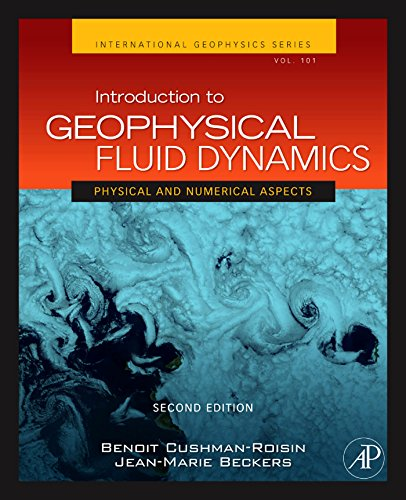 INTERNATIONAL GEOPHYSICS SERIES
VOL. 101
Introduction to
GEOPHYSICAL
FLUID DYNAMICS
PHYSICAL AND NUMERICAL ASPECTS
SECOND EDITION
BENOIT CUSHMAN-ROISIN
JEAN-MARIE BECKERS
AP